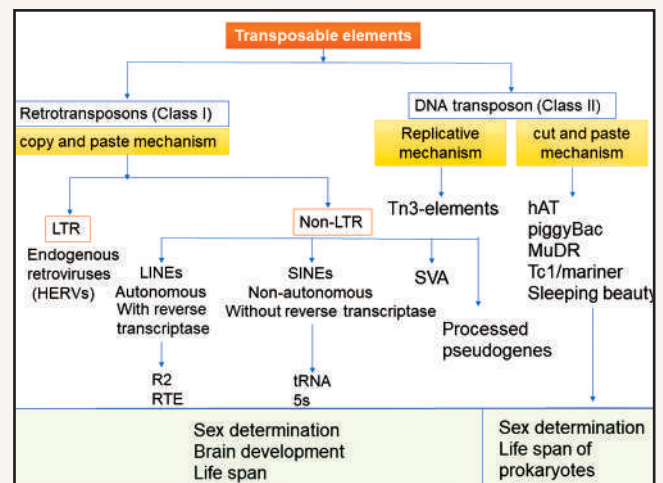 Transposable elements
Retrotransposons (Class I)
copy and paste mechanism
DNA transposon (Class II)
Replicative
mechanism
cut and paste
mechanism
LTR
Endogenous
retroviruses
(HERVs)
Non-LTR
LINEs
Autonomous
With reverse
transcriptase
R2
RTE
SINEs
Non-autonomous
Without reverse transcriptase
tRNA
5s
SVA
Processed
pseudogenes
Tn3-elements
hAT
piggyBac
MuDR
Tc1/mariner
Sleeping beauty
Sex determination
Brain development
Life span
Sex determination
Life span of
prokaryotes